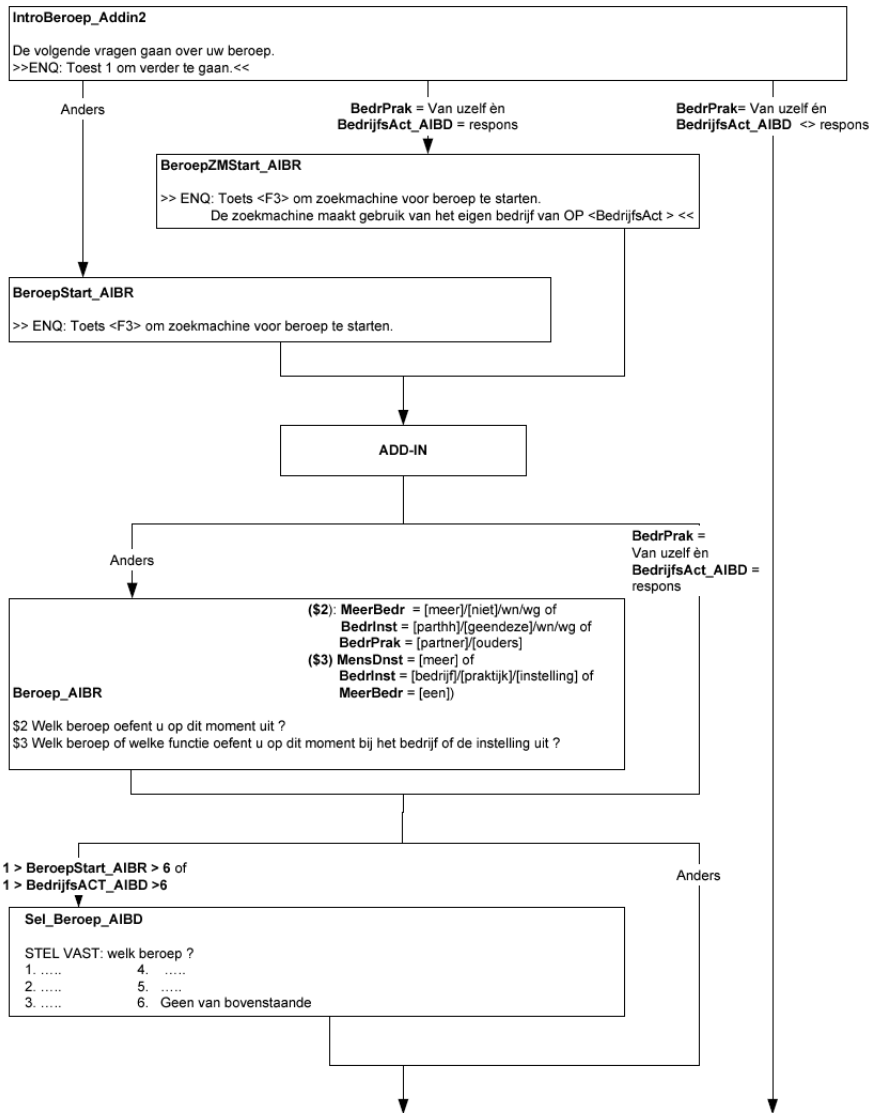 IntroBeroep_Addin2
De volgende vragen gaan over uw beroep.
>>ENQ: Toest 1 om verder te gaan.<<
Anders
BedrPrak = Van uzelf èn
BedrijfsAct_AIBD = respons
BedrPrak= Van uzelf én
BedrijfsAct_AIBD <> respons
BeroepZMStart_AIBR
>> ENQ: Toets <F3> om zoekmachine voor beroep te starten.
De zoekmachine maakt gebruik van het eigen bedrijf van OP <BedrijfsAct > <<
BeroepStart_AIBR
>> ENQ: Toets <F3> om zoekmachine voor beroep te starten.
ADD-IN
Anders
BedrPrak =
Van uzelf èn
BedrijfsAct_AIBD =
respons
($2): MeerBedr = [meer]/[niet]/wn/wg of
BedrInst = [parthh]/[geendeze]/wn/wg of
BedrPrak = [partner]/[ouders]
($3) MensDnst = [meer] of
BedrInst = [bedrijf]/[praktijk]/[instelling] of
MeerBedr = [een])
Beroep_AIBR
$2 Welk beroep oefent u op dit moment uit ?
$3 Welk beroep of welke functie oefent u op dit moment bij het bedrijf of de instelling uit ?
1 > BeroepStart_AIBR > 6 of
1 > BedrijfsACT_AIBD >6
Anders
Sel_Beroep_AIBD
STEL VAST: welk beroep ?
1. ….. 4. …..
2. ….. 5. …..
3. ….. 6. Geen van bovenstaande